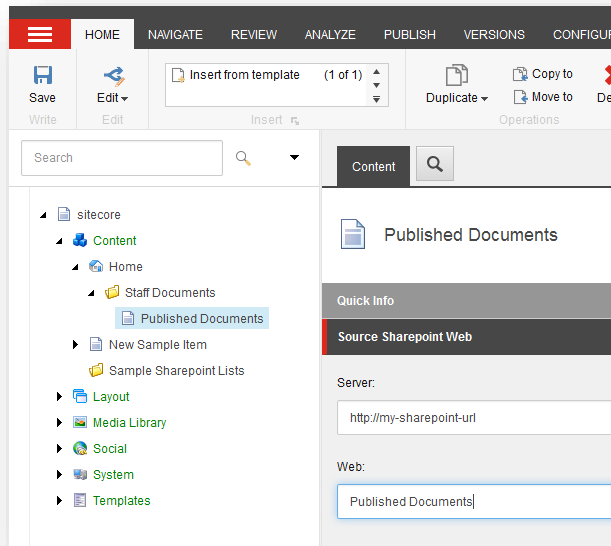 HOME NAVIGATE REVIEW ANALYZE PUBLISH VERSIONS CONFIGUR
Insert from template (1 of 1)
Copy to
Save Edit Duplicate Move to De
Write Edit Insert Operations
Search
Content
sitecore
Published Documents
Content
Home
Staff Documents
Quick Info
Published Documents
Source Sharepoint Web
New Sample Item
Sample Sharepoint Lists
Server:
Layout
http://my-sharepoint-url
Media Library
Social
Web:
System
Templates
Published Documents